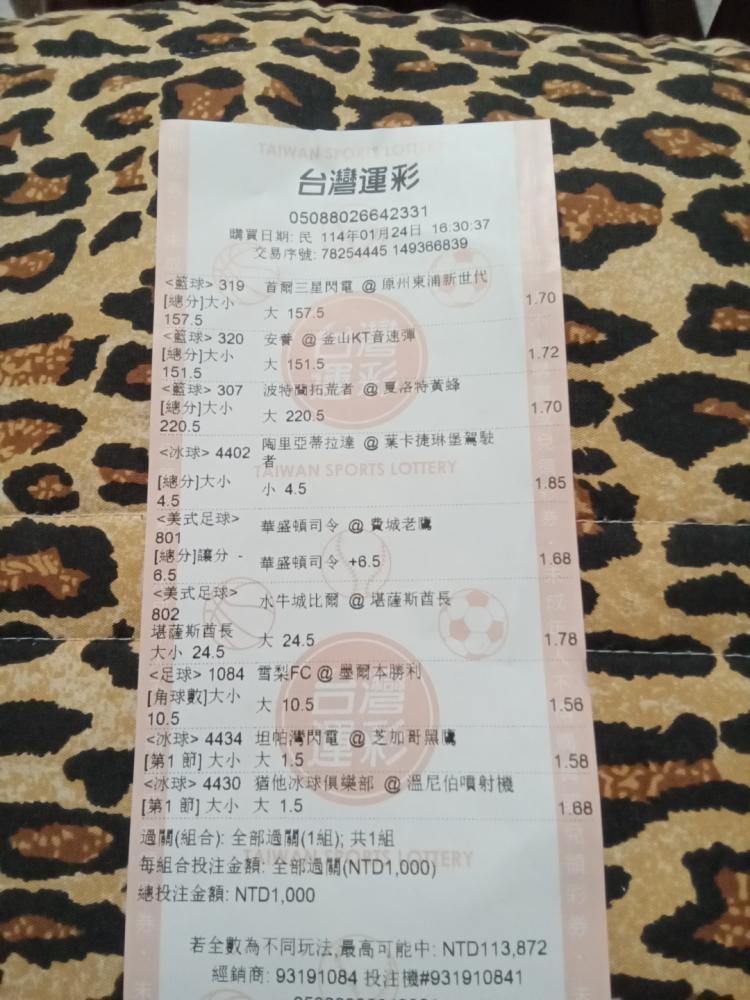 TAIWAN SPORTS LOTTERY
台灣運彩
05088026642331
購買日期: 民 114年01月24日 16:30:37
交易序號: 78254445 149366839
<籃球> 319 首爾三星閃電 @ 原州東浦新世代
[總分]大小 大 157.5 1.70
157.5
<籃球> 320 安養 @ 釜山KT音速彈
[總分]大小 大 151.5 1.72
151.5
<籃球> 307 波特蘭拓荒者 @ 夏洛特黃蜂
[總分]大小 大 220.5 1.70
220.5
<冰球> 4402 陶里亞蒂拉達 @ 葉卡捷琳堡駕駛
者
TAIWAN SPORTS LOTTERY
[總分]大小 小 4.5 1.85
4.5
<美式足球> 華盛頓司令 @ 費城老鷹
801
[總分]讓分 - 華盛頓司令 +6.5 1.68
6.5
<美式足球> 水牛城比爾 @ 堪薩斯酋長
802
堪薩斯酋長 大 24.5 1.78
大小 24.5
<足球> 1084 雪梨FC @ 墨爾本勝利
[角球數]大小 大 10.5 1.56
10.5
台灣運彩
<冰球> 4434 坦帕灣閃電 @ 芝加哥黑鷹
[第1 節] 大小 大 1.5 1.58
<冰球> 4430 猶他冰球俱樂部 @ 溫尼伯噴射機
[第1 節] 大小 大 1.5 1.68
過關(組合): 全部過關(1組); 共1組
TAIWAN SPORTS LOTTERY
每組合投注金額: 全部過關(NTD1,000)
總投注金額: NTD1,000
若全數為不同玩法,最高可能中: NTD113,872
經銷商: 93191084 投注機#931910841